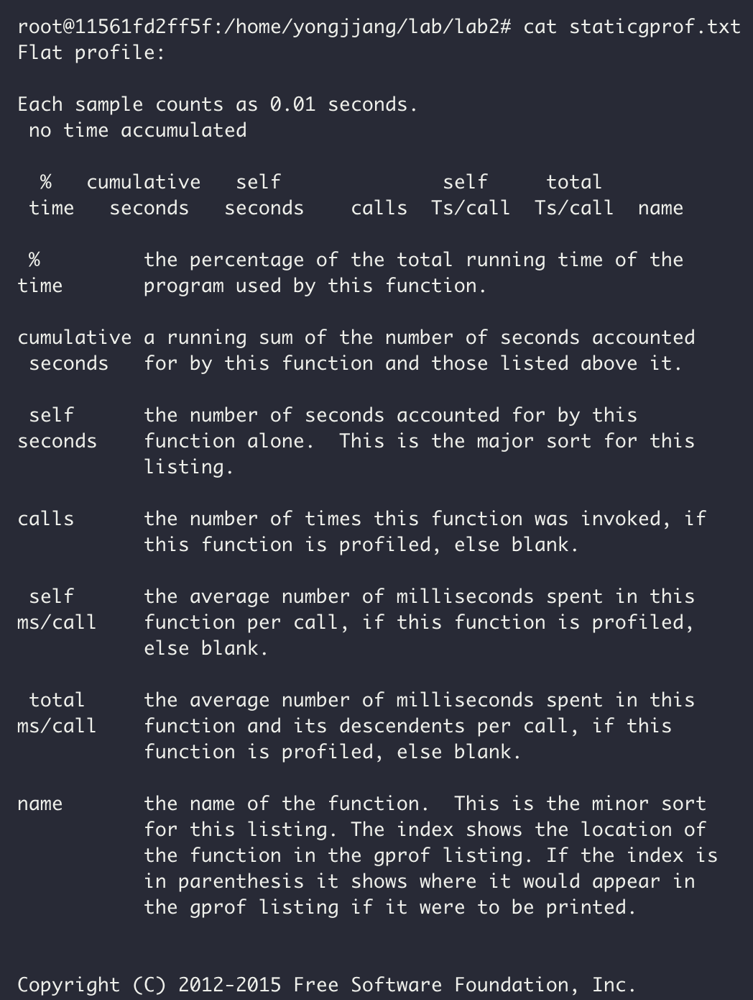 root@11561fd2ff5f:/home/yongjjang/lab/lab2# cat staticgprof.txt
Flat profile:

Each sample counts as 0.01 seconds.
 no time accumulated

  %   cumulative   self              self     total
 time   seconds   seconds    calls  Ts/call  Ts/call  name

 %         the percentage of the total running time of the
time       program used by this function.

cumulative a running sum of the number of seconds accounted
 seconds   for by this function and those listed above it.

 self      the number of seconds accounted for by this
seconds    function alone.  This is the major sort for this
           listing.

calls      the number of times this function was invoked, if
           this function is profiled, else blank.

 self      the average number of milliseconds spent in this
ms/call    function per call, if this function is profiled,
           else blank.

 total     the average number of milliseconds spent in this
ms/call    function and its descendents per call, if this
           function is profiled, else blank.

name       the name of the function.  This is the minor sort
           for this listing. The index shows the location of
           the function in the gprof listing. If the index is
           in parenthesis it shows where it would appear in
           the gprof listing if it were to be printed.

Copyright (C) 2012-2015 Free Software Foundation, Inc.